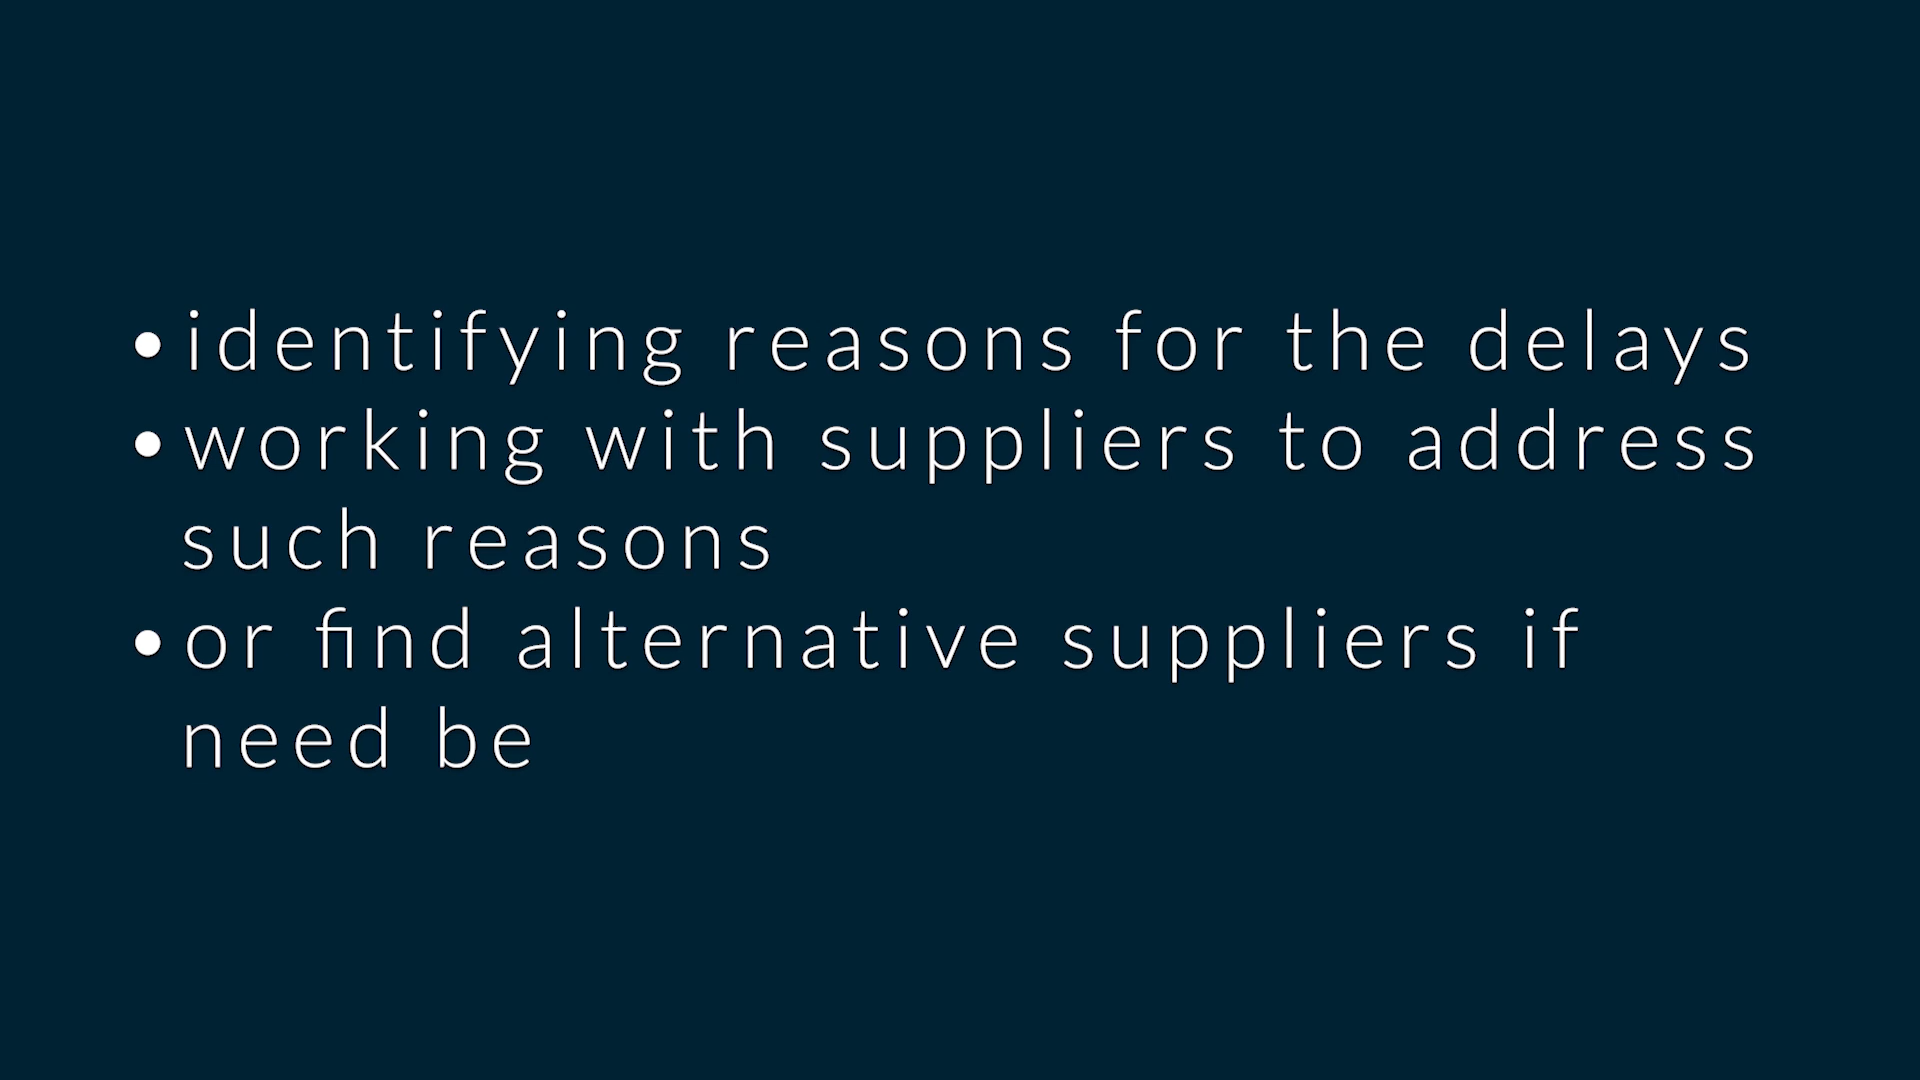 • identifying reasons for the delays
• working with suppliers to address
such reasons
• or find alternative suppliers if
need be